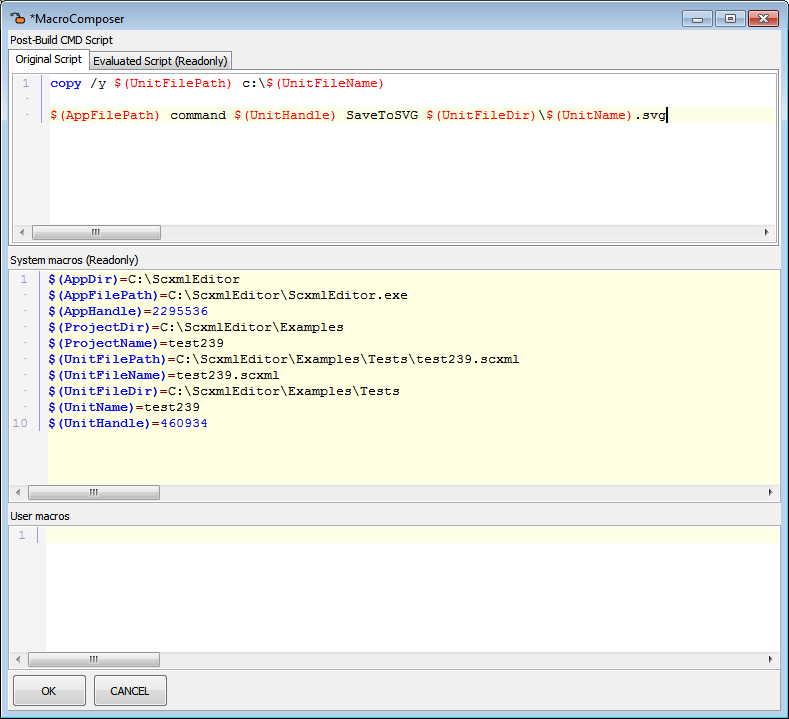 *MacroComposer
Post-Build CMD Script
Original Script
Evaluated Script (Readonly)
1 copy /y $(UnitFilePath) c:\$(UnitFileName)
$(AppFilePath) command $(UnitHandle) SaveToSVG $(UnitFileDir)\$(UnitName).svg
System macros (Readonly)
1 $(AppDir)=C:\ScxmlEditor
$(AppFilePath)=C:\ScxmlEditor\ScxmlEditor.exe
$(AppHandle)=2295536
$(ProjectDir)=C:\ScxmlEditor\Examples
$(ProjectName)=test239
$(UnitFilePath)=C:\ScxmlEditor\Examples\Tests\test239.scxml
$(UnitFileName)=test239.scxml
$(UnitFileDir)=C:\ScxmlEditor\Examples\Tests
$(UnitName)=test239
10 $(UnitHandle)=460934
User macros
1
OK
CANCEL